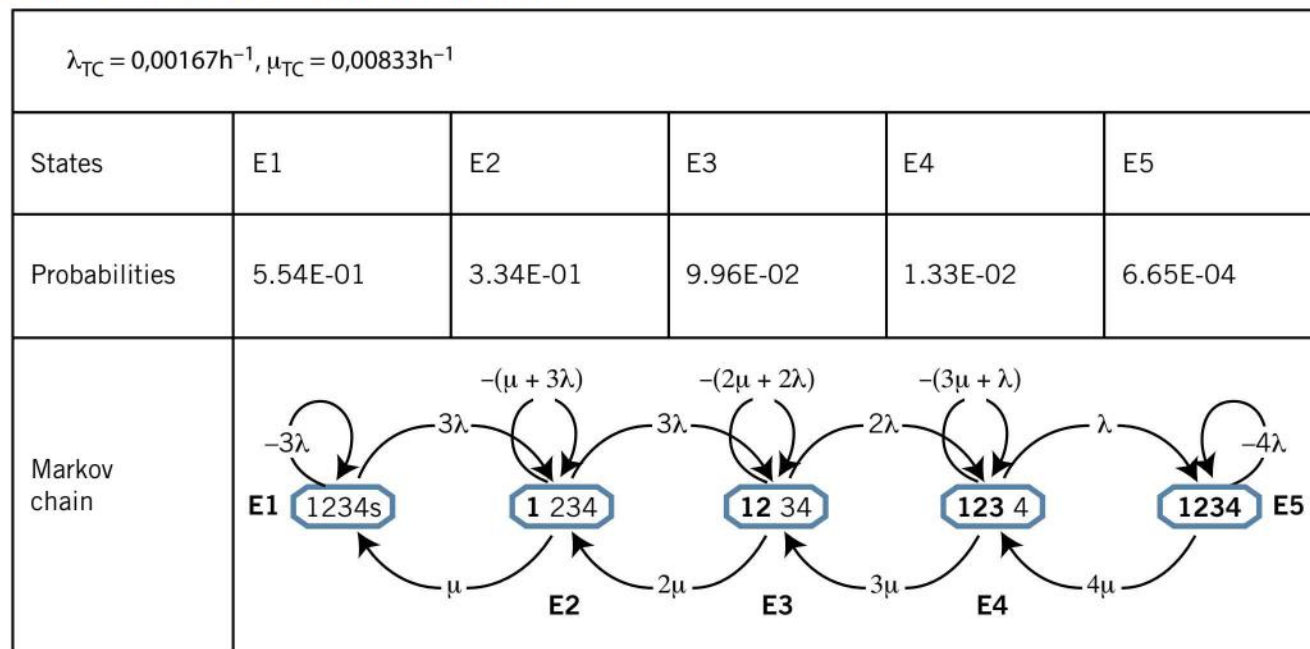 λTC = 0,00167h⁻¹, μTC = 0,00833h⁻¹
States E1 E2 E3 E4 E5
Probabilities 5.54E-01 3.34E-01 9.96E-02 1.33E-02 6.65E-04
Markov
chain
–(μ + 3λ) –(2μ + 2λ) –(3μ + λ)
–3λ 3λ 3λ 2λ λ –4λ
E1 1234s 1 234 12 34 123 4 1234 E5
μ 2μ 3μ 4μ
E2 E3 E4